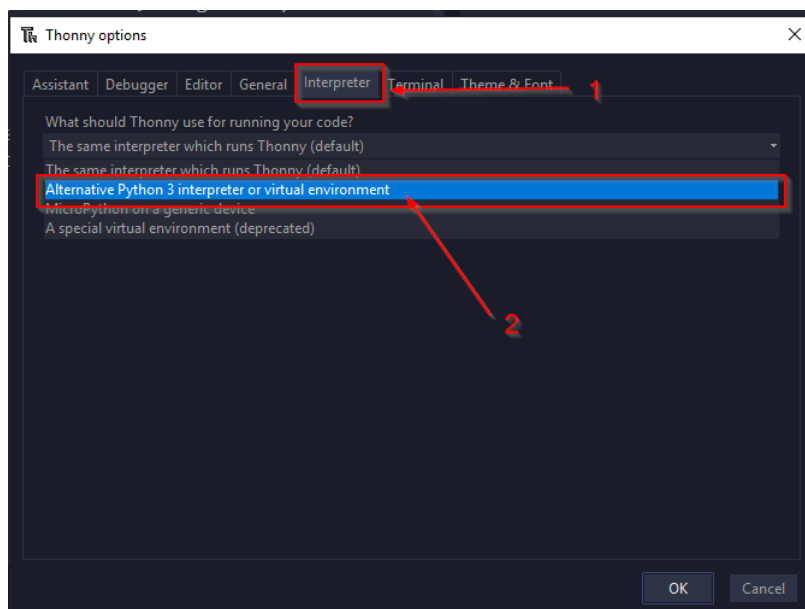 Thonny options
Assistant Debugger Editor General Interpreter Terminal Theme & Font
1
What should Thonny use for running your code?
The same interpreter which runs Thonny (default)
The same interpreter which runs Thonny (default)
Alternative Python 3 interpreter or virtual environment
MicroPython on a generic device
A special virtual environment (deprecated)
2
OK Cancel